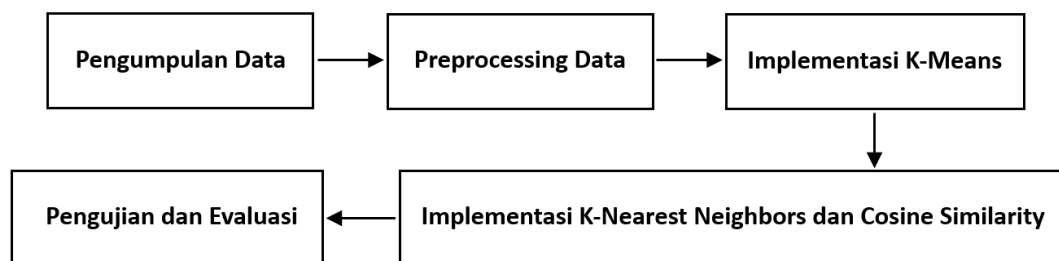 Pengumpulan Data
Preprocessing Data
Implementasi K-Means
Implementasi K-Nearest Neighbors dan Cosine Similarity
Pengujian dan Evaluasi